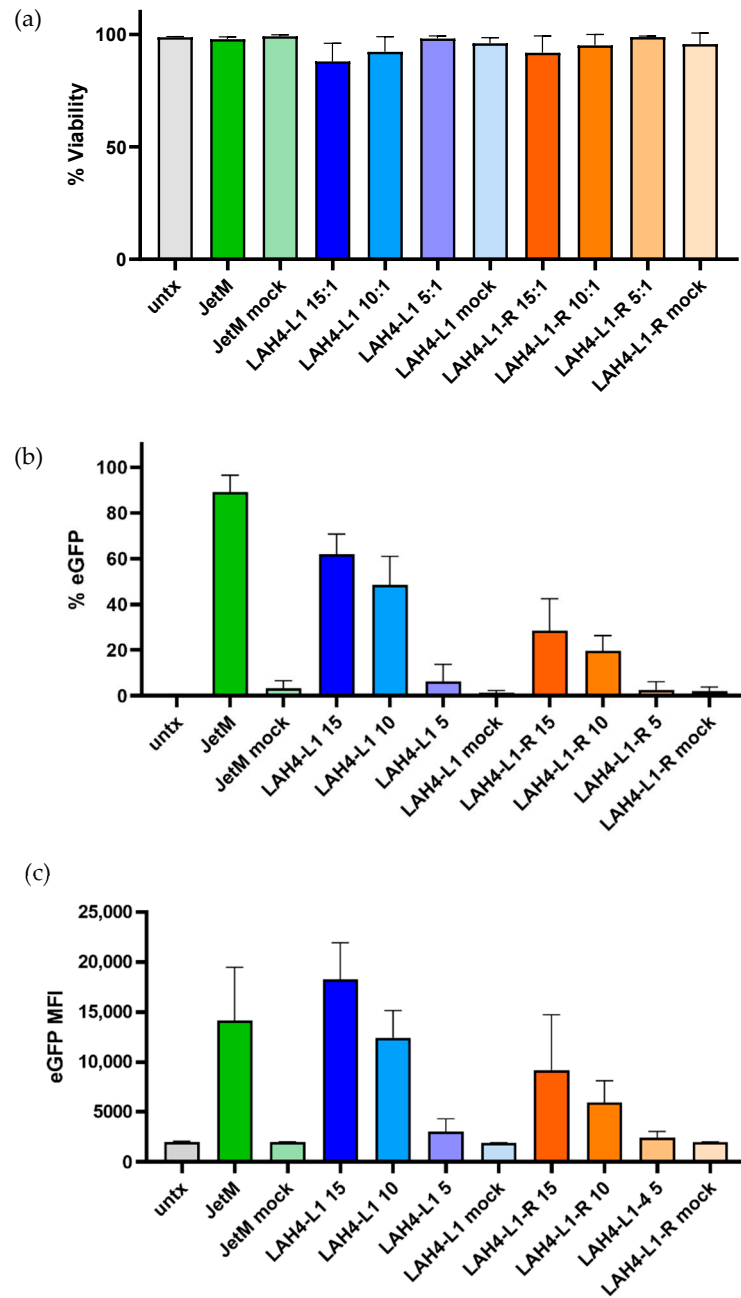 (a)
% Viability
100
50
0
untx
JetM
JetM mock
LAH4-L1 15:1
LAH4-L1 10:1
LAH4-L1 5:1
LAH4-L1 mock
LAH4-L1-R 15:1
LAH4-L1-R 10:1
LAH4-L1-R 5:1
LAH4-L1-R mock
(b)
% eGFP
100
80
60
40
20
0
untx
JetM
JetM mock
LAH4-L1 15
LAH4-L1 10
LAH4-L1 5
LAH4-L1 mock
LAH4-L1-R 15
LAH4-L1-R 10
LAH4-L1-R 5
LAH4-L1-R mock
(c)
eGFP MFI
25,000
20,000
15,000
10,000
5000
0
untx
JetM
JetM mock
LAH4-L1 15
LAH4-L1 10
LAH4-L1 5
LAH4-L1 mock
LAH4-L1-R 15
LAH4-L1-R 10
LAH4-L1-4 5
LAH4-L1-R mock